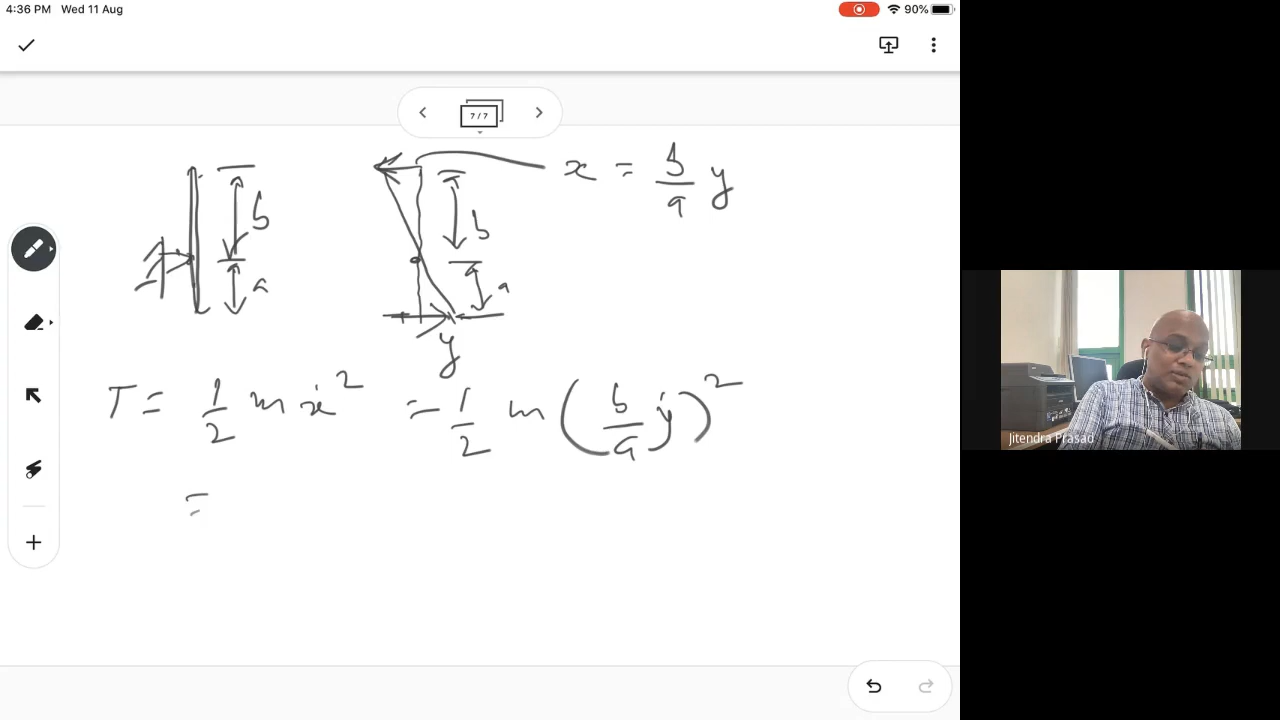 4:36 PM Wed 11 Aug
90%
7 / 7
b
a
b
a
y
x = b/a y
T = 1/2 m ẋ² = 1/2 m (b/a ẏ)²
=
Jitendra Prasad